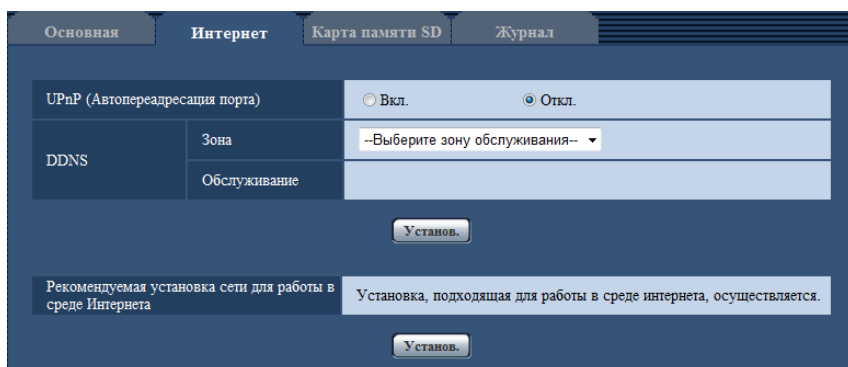 Основная Интернет Карта памяти SD Журнал
UPnP (Автопереадресация порта) Вкл. Откл.
DDNS
Зона --Выберите зону обслуживания--
Обслуживание
Установ.
Рекомендуемая установка сети для работы в
среде Интернета
Установка, подходящая для работы в среде интернета, осуществляется.
Установ.